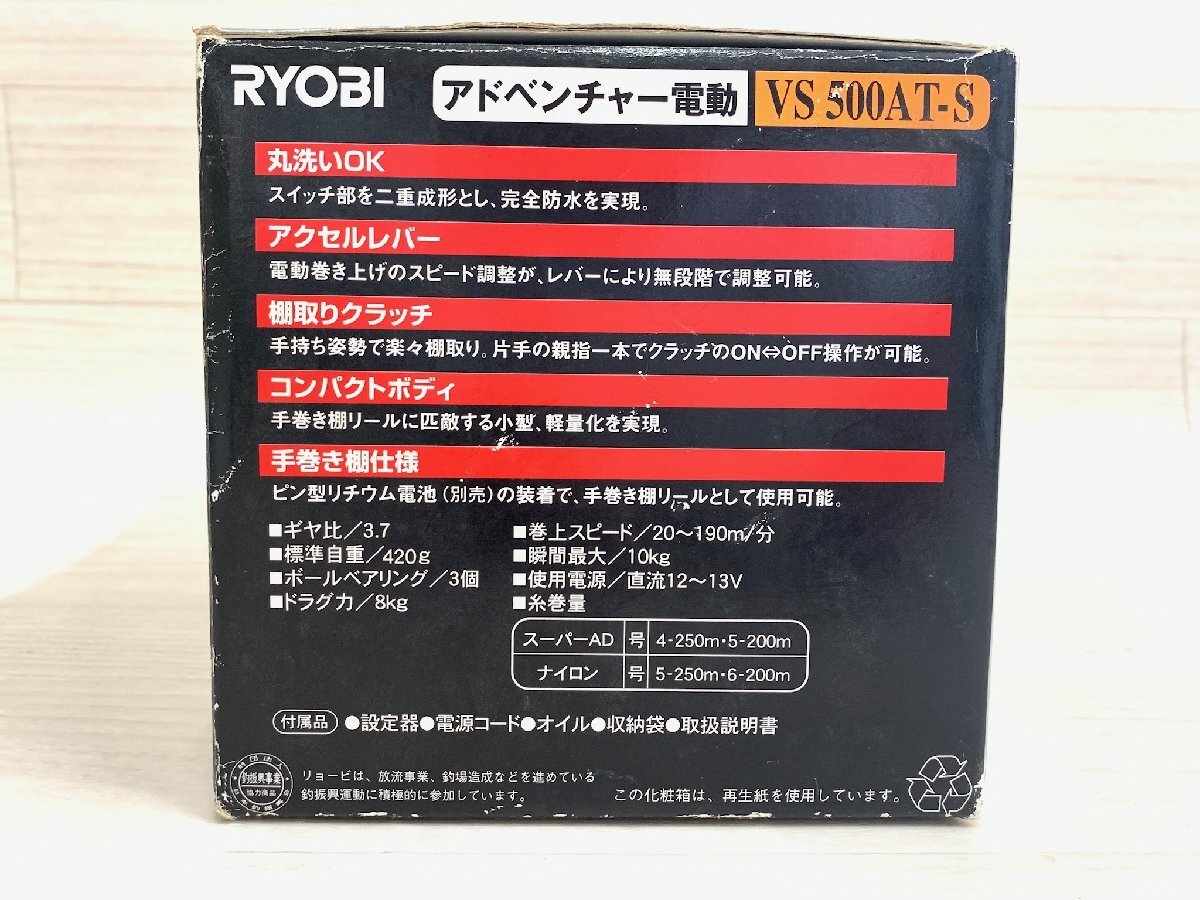 RYOBI アドベンチャー電動 VS 500AT-S
丸洗いOK
スイッチ部を二重成形とし、完全防水を実現。
アクセルレバー
電動巻き上げのスピード調整が、レバーにより無段階で調整可能。
棚取りクラッチ
手持ち姿勢で楽々棚取り。片手の親指一本でクラッチのON⇔OFF操作が可能。
コンパクトボディ
手巻き棚リールに匹敵する小型、軽量化を実現。
手巻き棚仕様
ピン型リチウム電池(別売)の装着で、手巻き棚リールとして使用可能。
■ギヤ比/3.7
■標準自重/420g
■ボールベアリング/3個
■ドラグ力/8kg
■巻上スピード/20〜190m/分
■瞬間最大/10kg
■使用電源/直流12〜13V
■糸巻量
スーパーAD 号 4-250m・5-200m
ナイロン 号 5-250m・6-200m
付属品 ●設定器●電源コード●オイル●収納袋●取扱説明書
釣振興事業
協力商品
リョービは、放流事業、釣場造成などを進めている
釣振興運動に積極的に参加しています。
この化粧箱は、再生紙を使用しています。